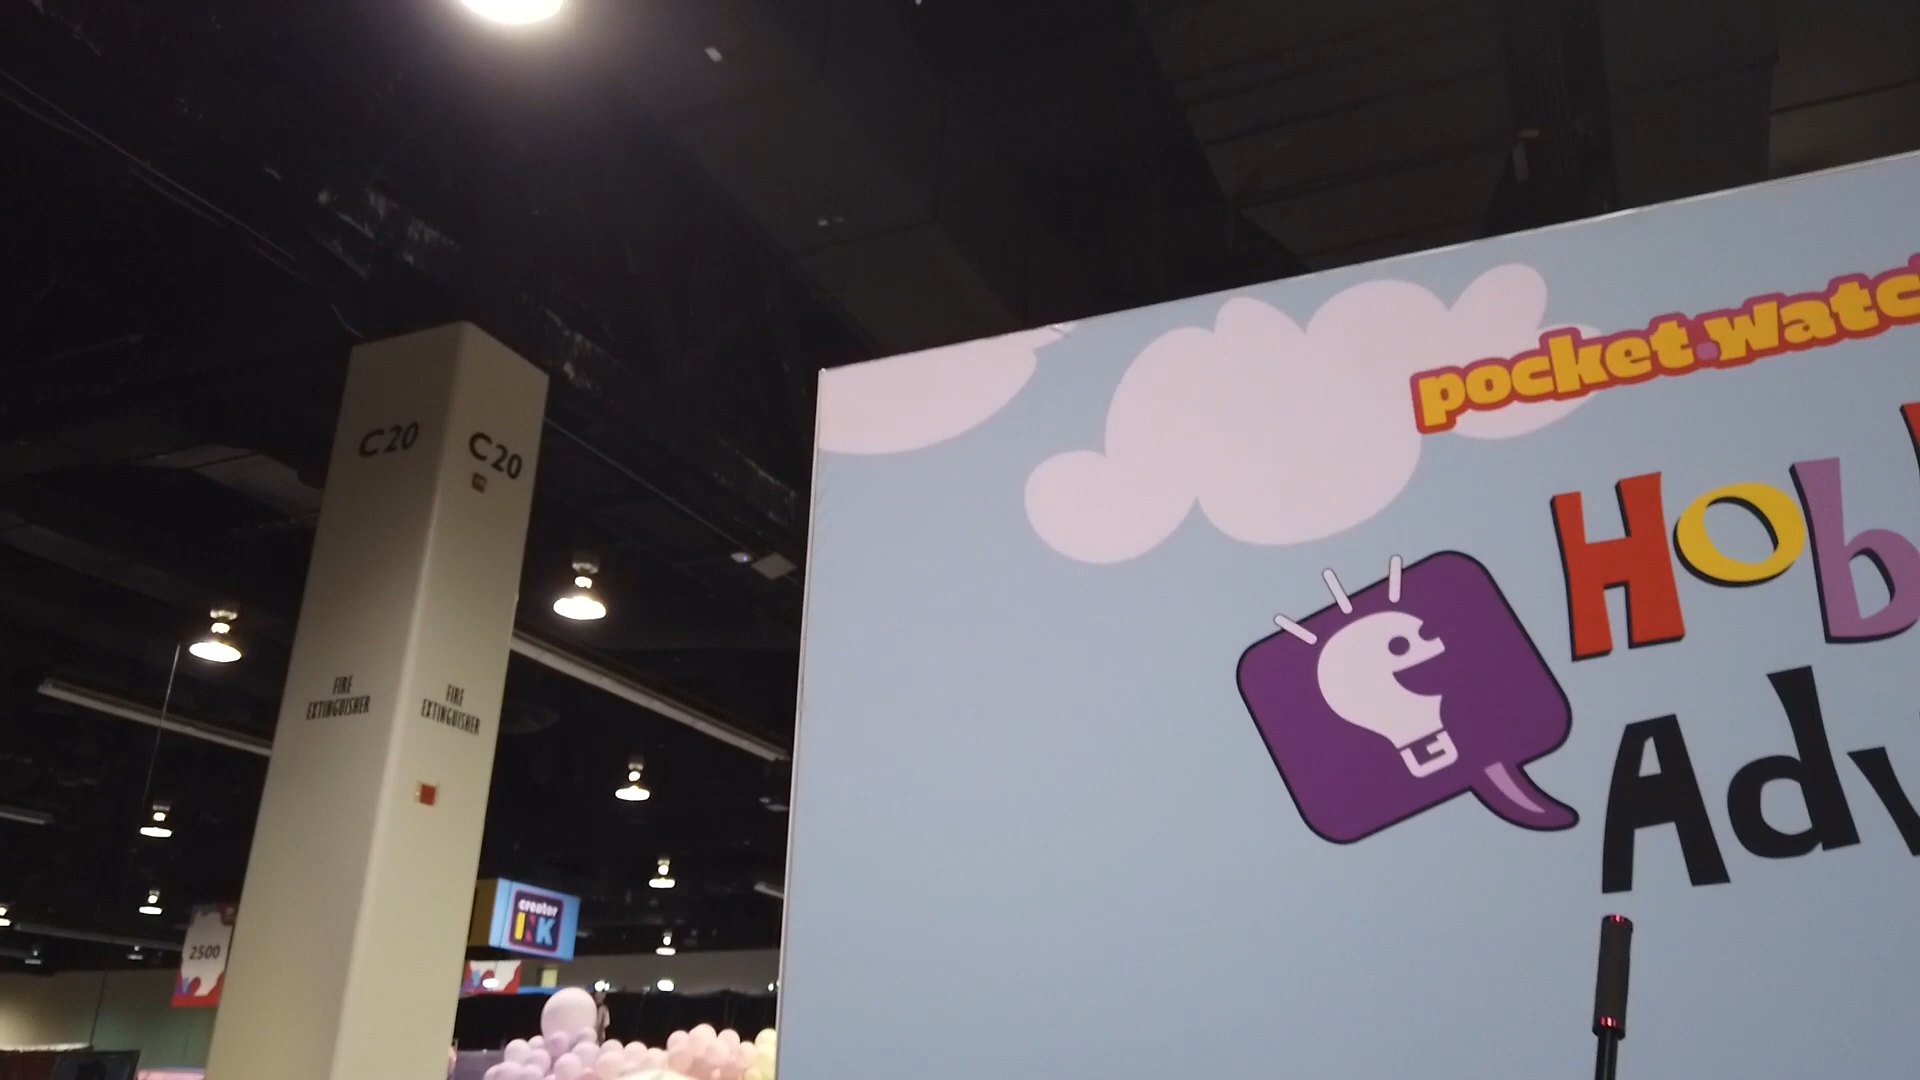 C20
C20
FIRE
EXTINGUISHER
FIRE
EXTINGUISHER
2500
creator
INK
pocket.watc
Hob
Adv